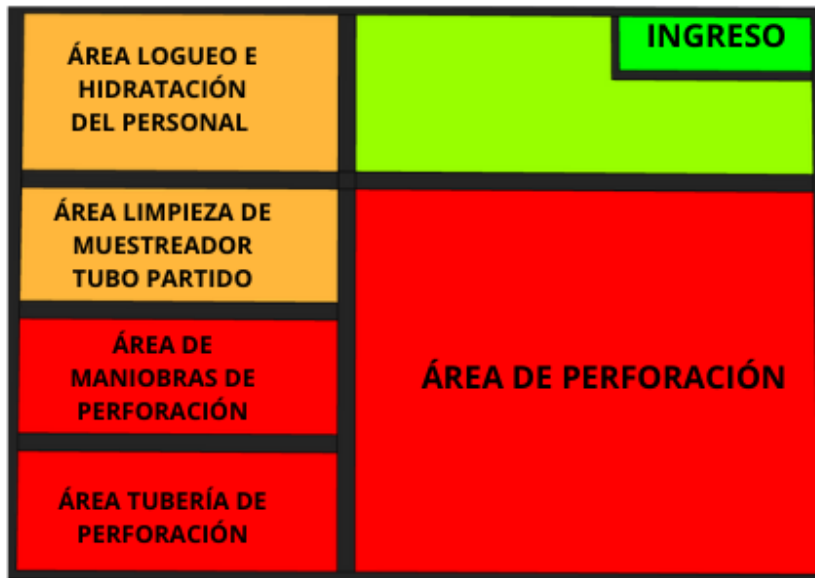 ÁREA LOGUEO E
HIDRATACIÓN
DEL PERSONAL
INGRESO
ÁREA LIMPIEZA DE
MUESTREADOR
TUBO PARTIDO
ÁREA DE
MANIOBRAS DE
PERFORACIÓN
ÁREA DE PERFORACIÓN
ÁREA TUBERÍA DE
PERFORACIÓN